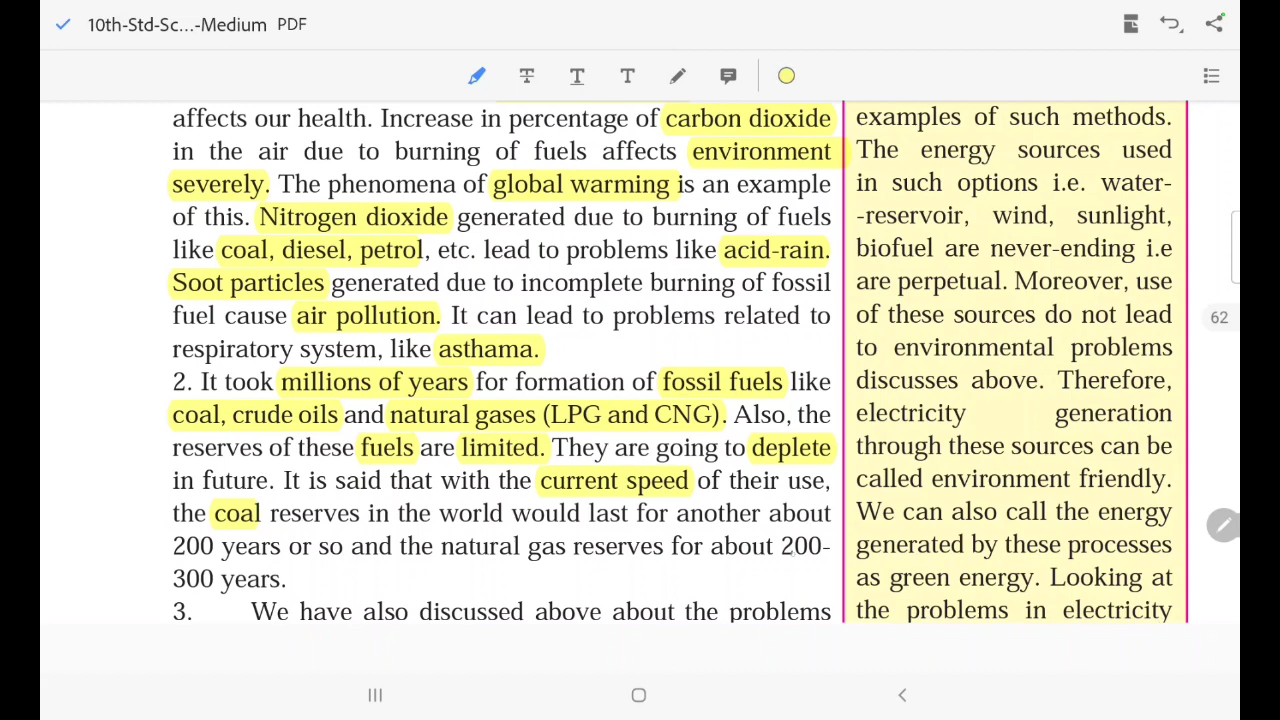 10th-Std-Sc...-Medium PDF
affects our health. Increase in percentage of carbon dioxide
in the air due to burning of fuels affects environment
severely. The phenomena of global warming is an example
of this. Nitrogen dioxide generated due to burning of fuels
like coal, diesel, petrol, etc. lead to problems like acid-rain.
Soot particles generated due to incomplete burning of fossil
fuel cause air pollution. It can lead to problems related to
respiratory system, like asthama.
2. It took millions of years for formation of fossil fuels like
coal, crude oils and natural gases (LPG and CNG). Also, the
reserves of these fuels are limited. They are going to deplete
in future. It is said that with the current speed of their use,
the coal reserves in the world would last for another about
200 years or so and the natural gas reserves for about 200-
300 years.
3. We have also discussed above about the problems
examples of such methods.
The energy sources used
in such options i.e. water-
-reservoir, wind, sunlight,
biofuel are never-ending i.e
are perpetual. Moreover, use
of these sources do not lead
to environmental problems
discusses above. Therefore,
electricity generation
through these sources can be
called environment friendly.
We can also call the energy
generated by these processes
as green energy. Looking at
the problems in electricity
62